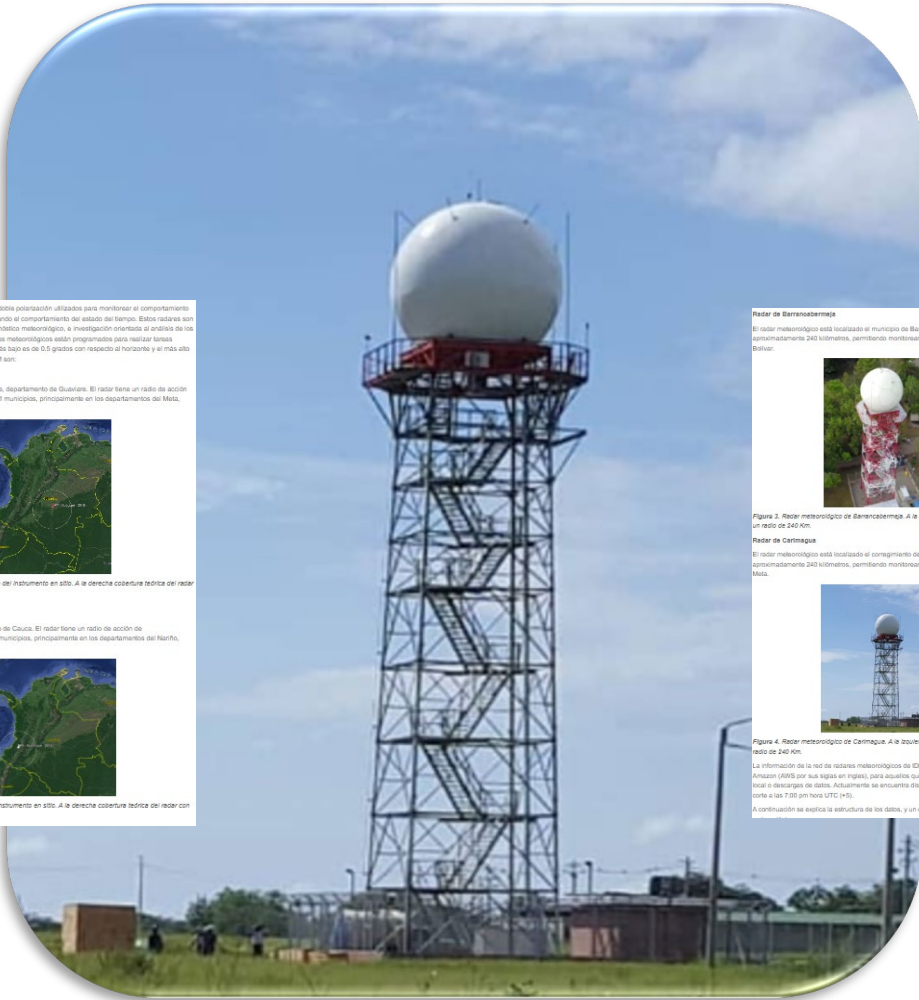 doble polarización utilizados para monitorear el comportamiento
ndo el comportamiento del estado del tiempo. Estos radares son
nóstico meteorológico, e investigación orientada al análisis de los
os meteorológicos están programados para realizar tareas
ás bajo es de 0.5 grados con respecto al horizonte y el más alto
son:
e, departamento de Guaviare. El radar tiene un radio de acción
municipios, principalmente en los departamentos del Meta,
del instrumento en sitio. A la derecha cobertura teórica del radar
de Cauca. El radar tiene un radio de acción de
municipios, principalmente en los departamentos del Nariño,
nstrumento en sitio. A la derecha cobertura teórica del radar con
Radar de Barrancabermeja
El radar meteorológico está localizado el municipio de Ba
aproximadamente 240 kilómetros, permitiendo monitorear
Bolívar.
Figura 3. Radar meteorológico de Barrancabermeja. A la
un radio de 240 Km.
Radar de Carimagua
El radar meteorológico está localizado el corregimiento de
aproximadamente 240 kilómetros, permitiendo monitorear
Meta.
Figura 4. Radar meteorológico de Carimagua. A la izquie
radio de 240 Km.
La información de la red de radares meteorológicos de ID
Amazon (AWS por sus siglas en ingles), para aquellos qu
local o descargas de datos. Actualmente se encuentra dis
corte a las 7:00 pm hora UTC (+5).
A continuación se explica la estructura de los datos, y un